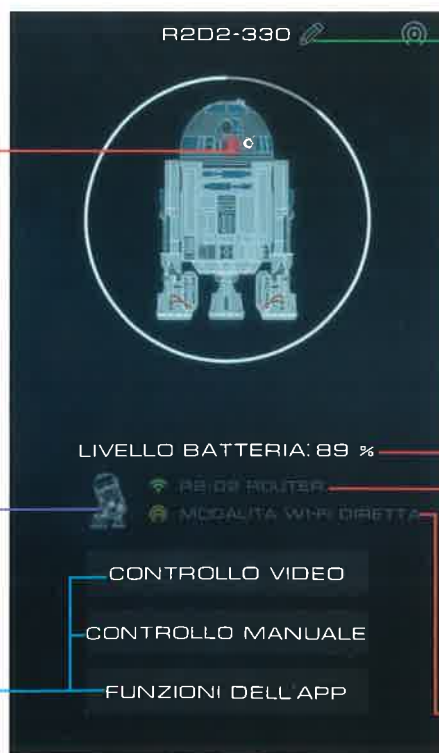 R2D2-330
LIVELLO BATTERIA: 89 %
R2-D2 ROUTER
MODALITÀ WI-FI DIRETTA
CONTROLLO VIDEO
CONTROLLO MANUALE
FUNZIONI DELL'APP